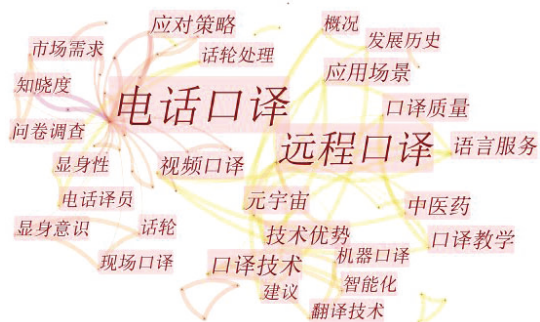 应对策略
概况
市场需求
发展历史
话轮处理
知晓度
应用场景
电话口译
口译质量
问卷调查
远程口译
语言服务
显身性
视频口译
电话译员
元宇宙
中医药
显身意识
话轮
技术优势
口译教学
现场口译
口译技术
机器口译
建议
智能化
翻译技术